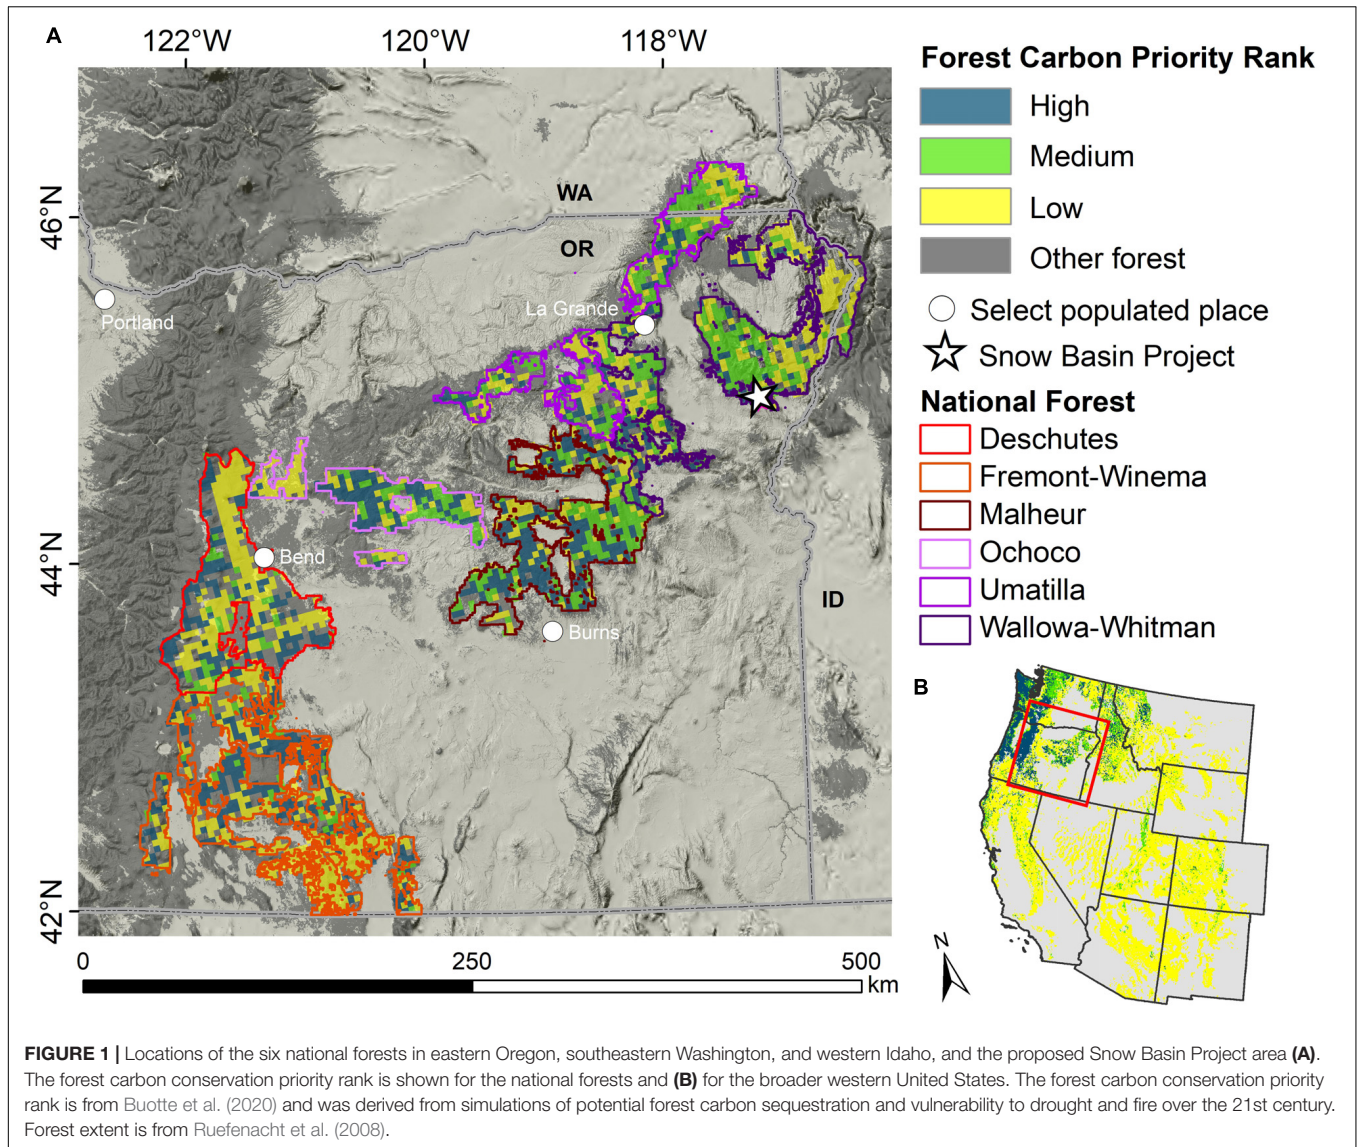 A
122°W 120°W 118°W
46°N
44°N
42°N
WA
OR
ID
Portland
La Grande
Bend
Burns
0 250 500 km
Forest Carbon Priority Rank
High
Medium
Low
Other forest
Select populated place
Snow Basin Project
National Forest
Deschutes
Fremont-Winema
Malheur
Ochoco
Umatilla
Wallowa-Whitman
B
N
FIGURE 1 | Locations of the six national forests in eastern Oregon, southeastern Washington, and western Idaho, and the proposed Snow Basin Project area (A).
The forest carbon conservation priority rank is shown for the national forests and (B) for the broader western United States. The forest carbon conservation priority
rank is from Buotte et al. (2020) and was derived from simulations of potential forest carbon sequestration and vulnerability to drought and fire over the 21st century.
Forest extent is from Ruefenacht et al. (2008).